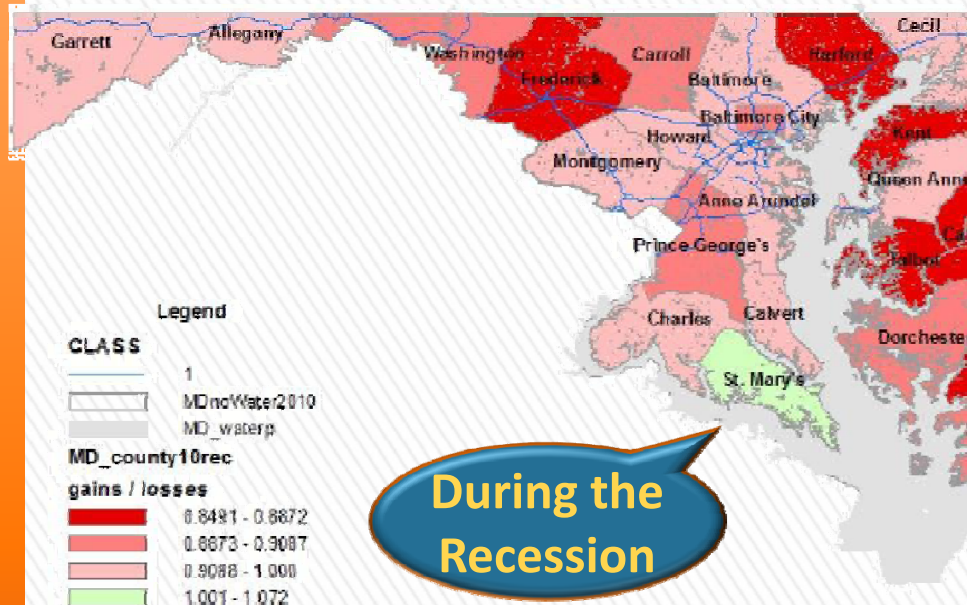 Cecil
Garrett
Allegany
Washington
Carroll
Harford
Frederick
Baltimore
Baltimore City
Kent
Howard
Montgomery
Queen Anne
Anne Arundel
Ca
Prince George's
Talbot
Legend
Charles
Calvert
Dorcheste
CLASS
St. Mary's
1
MDnoWater2010
MD_waterp
MD_county10rec
gains / losses
0.8491 - 0.8872
0.8873 - 0.9087
0.9088 - 1.000
1.001 - 1.072
During the
Recession